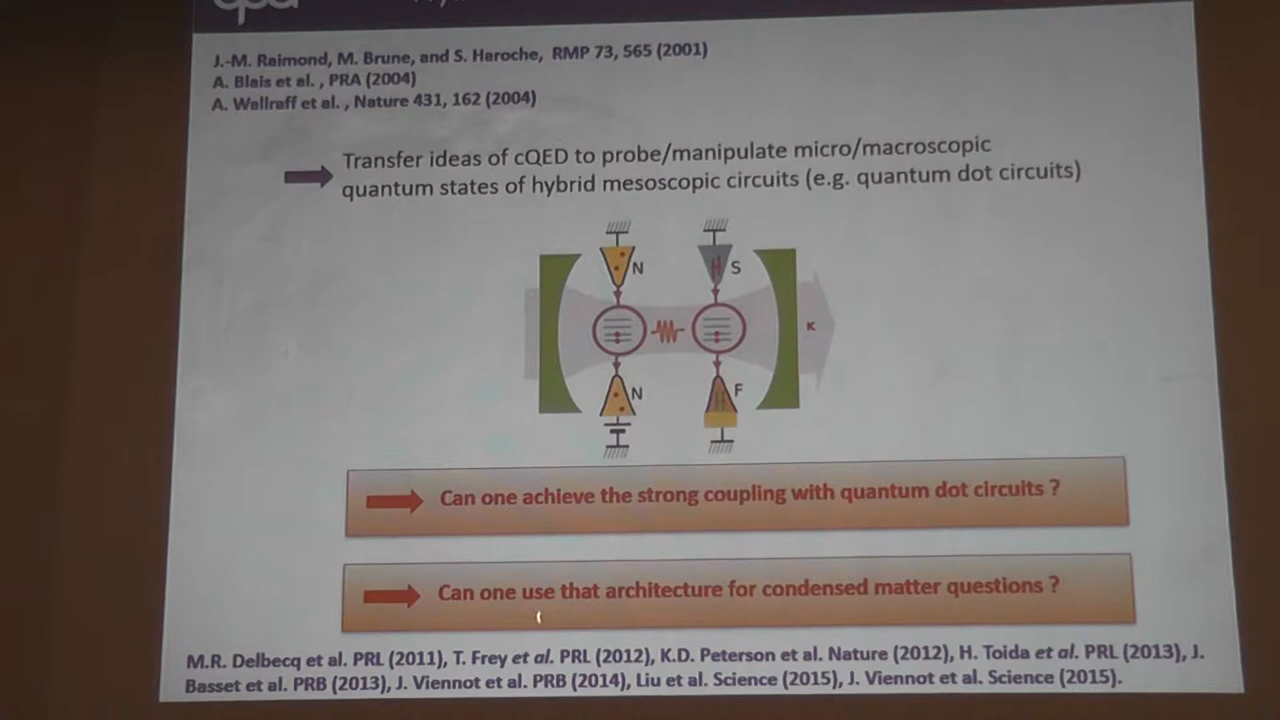 J.-M. Raimond, M. Brune, and S. Haroche, RMP 73, 565 (2001)
A. Blais et al. , PRA (2004)
A. Wallraff et al. , Nature 431, 162 (2004)
Transfer ideas of cQED to probe/manipulate micro/macroscopic
quantum states of hybrid mesoscopic circuits (e.g. quantum dot circuits)
N S
κ
N F
Can one achieve the strong coupling with quantum dot circuits ?
Can one use that architecture for condensed matter questions ?
M.R. Delbecq et al. PRL (2011), T. Frey et al. PRL (2012), K.D. Peterson et al. Nature (2012), H. Toida et al. PRL (2013), J.
Basset et al. PRB (2013), J. Viennot et al. PRB (2014), Liu et al. Science (2015), J. Viennot et al. Science (2015).